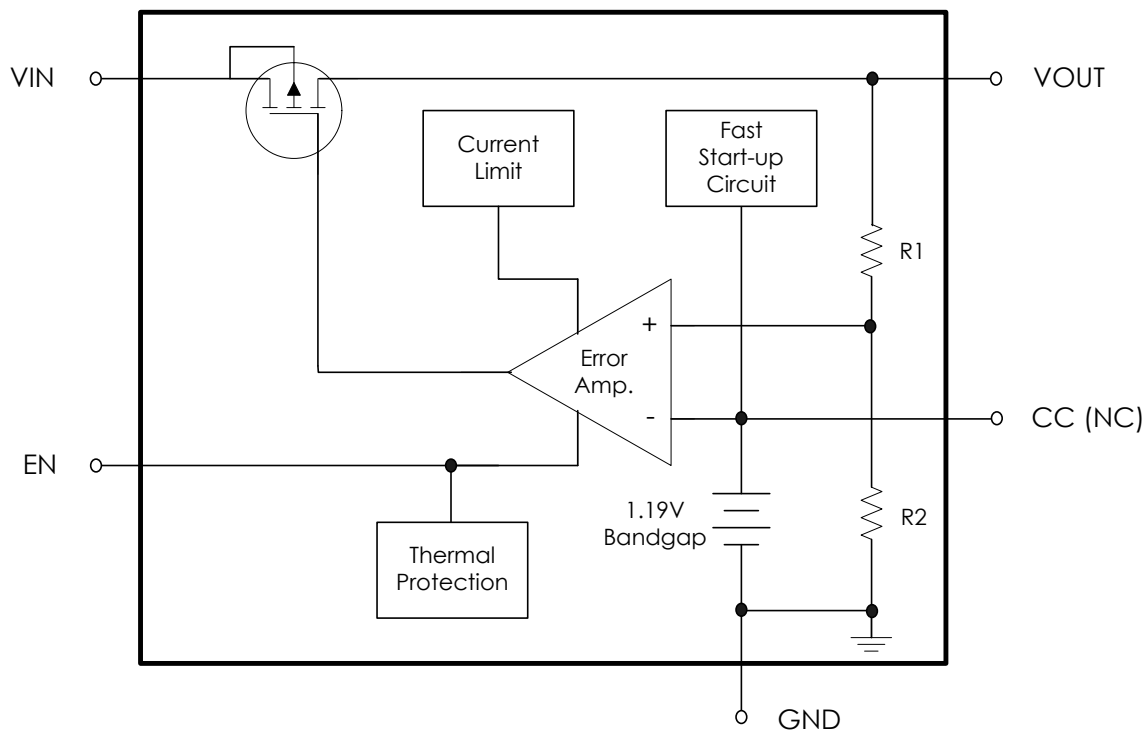 VIN
VOUT
Current
Limit
Fast
Start-up
Circuit
R1
+
Error
Amp.
-
CC (NC)
EN
1.19V
Bandgap
R2
Thermal
Protection
GND